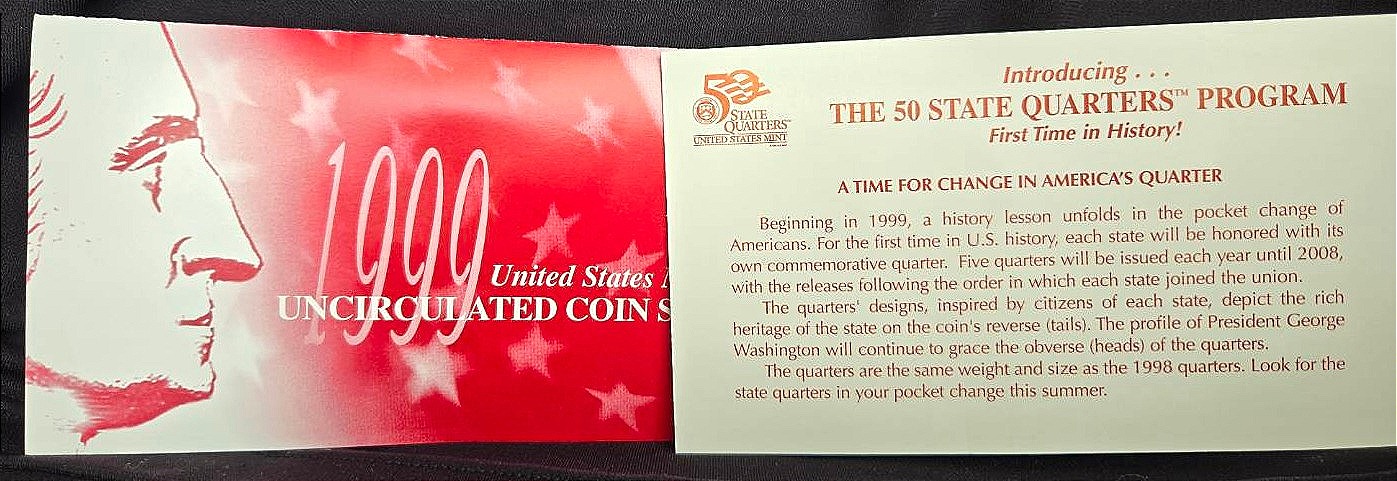 1999
United States
UNCIRCULATED COIN S
50
STATE
QUARTERS™
UNITED STATES MINT
Introducing . . .
THE 50 STATE QUARTERS™ PROGRAM
First Time in History!
A TIME FOR CHANGE IN AMERICA'S QUARTER
Beginning in 1999, a history lesson unfolds in the pocket change of
Americans. For the first time in U.S. history, each state will be honored with its
own commemorative quarter. Five quarters will be issued each year until 2008,
with the releases following the order in which each state joined the union.
The quarters' designs, inspired by citizens of each state, depict the rich
heritage of the state on the coin's reverse (tails). The profile of President George
Washington will continue to grace the obverse (heads) of the quarters.
The quarters are the same weight and size as the 1998 quarters. Look for the
state quarters in your pocket change this summer.